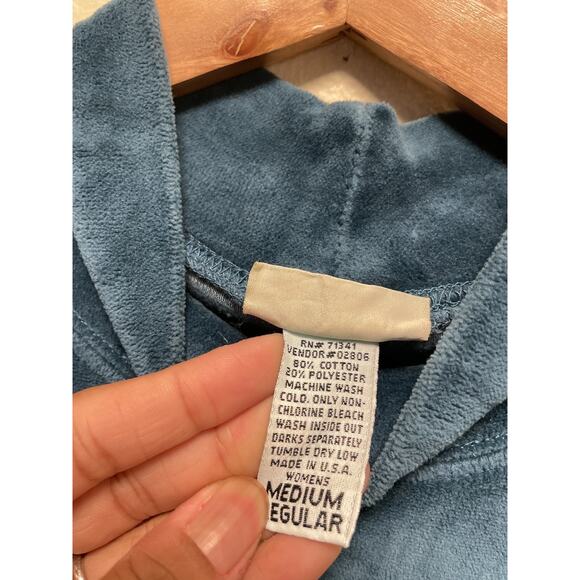 RN# 71341
VENDOR#02806
80% COTTON
20% POLYESTER
MACHINE WASH
COLD. ONLY NON-
CHLORINE BLEACH
WASH INSIDE OUT
DARKS SEPARATELY
TUMBLE DRY LOW
MADE IN U.S.A.
WOMENS
MEDIUM
EGULAR